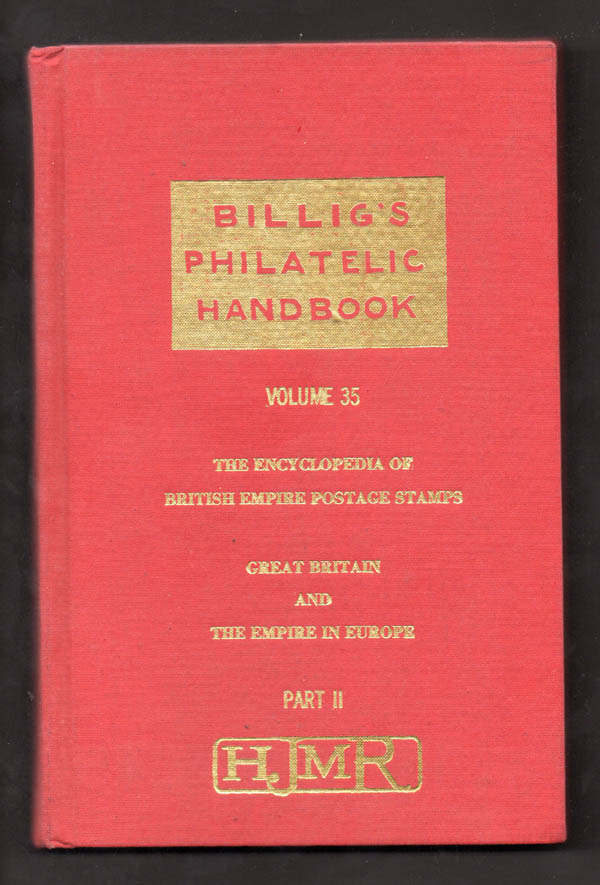 BILLIG'S
PHILATELIC
HANDBOOK
VOLUME 35
THE ENCYCLOPEDIA OF
BRITISH EMPIRE POSTAGE STAMPS
GREAT BRITAIN
AND
THE EMPIRE IN EUROPE
PART II
HJMR